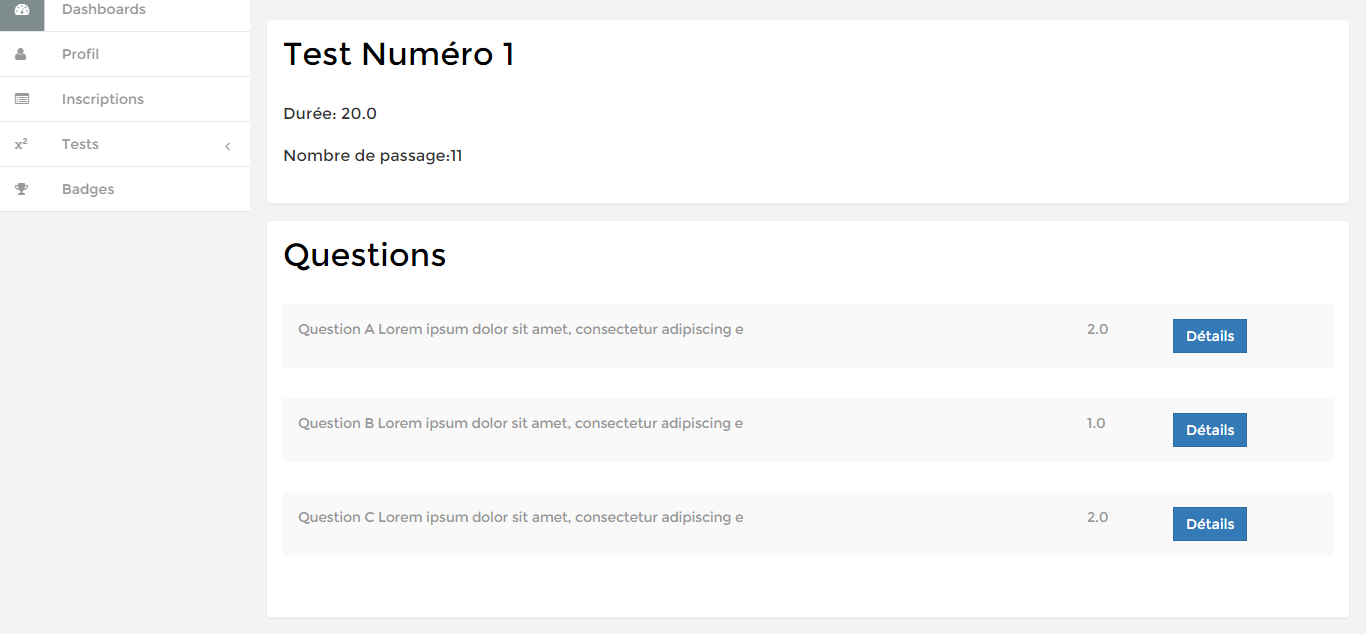 Dashboards
Profil
Inscriptions
x² Tests
Badges
Test Numéro 1
Durée: 20.0
Nombre de passage:11
Questions
Question A Lorem ipsum dolor sit amet, consectetur adipiscing e 2.0 Détails
Question B Lorem ipsum dolor sit amet, consectetur adipiscing e 1.0 Détails
Question C Lorem ipsum dolor sit amet, consectetur adipiscing e 2.0 Détails